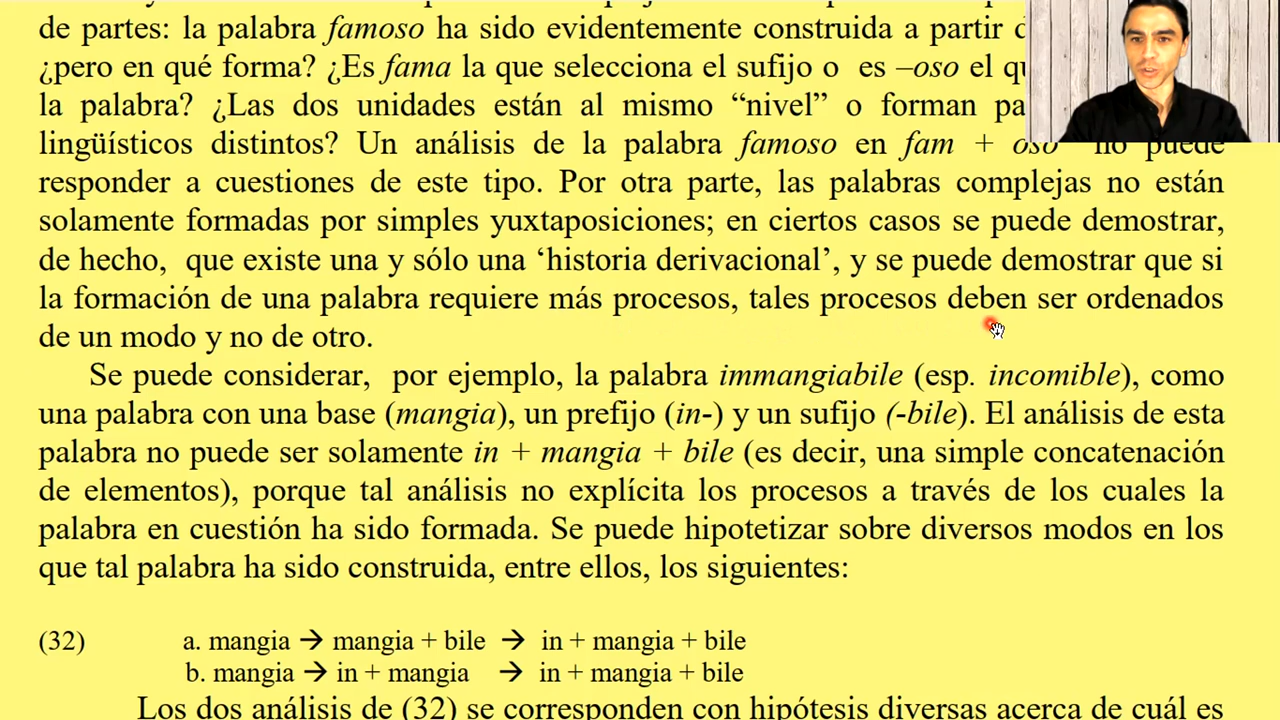 de partes: la palabra famoso ha sido evidentemente construida a partir d
¿pero en qué forma? ¿Es fama la que selecciona el sufijo o es –oso el qu
la palabra? ¿Las dos unidades están al mismo “nivel” o forman pa
lingüísticos distintos? Un análisis de la palabra famoso en fam + oso no puede
responder a cuestiones de este tipo. Por otra parte, las palabras complejas no están
solamente formadas por simples yuxtaposiciones; en ciertos casos se puede demostrar,
de hecho, que existe una y sólo una ‘historia derivacional’, y se puede demostrar que si
la formación de una palabra requiere más procesos, tales procesos deben ser ordenados
de un modo y no de otro.
Se puede considerar, por ejemplo, la palabra immangiabile (esp. incomible), como
una palabra con una base (mangia), un prefijo (in-) y un sufijo (-bile). El análisis de esta
palabra no puede ser solamente in + mangia + bile (es decir, una simple concatenación
de elementos), porque tal análisis no explícita los procesos a través de los cuales la
palabra en cuestión ha sido formada. Se puede hipotetizar sobre diversos modos en los
que tal palabra ha sido construida, entre ellos, los siguientes:
(32) a. mangia → mangia + bile → in + mangia + bile
b. mangia → in + mangia → in + mangia + bile
Los dos análisis de (32) se corresponden con hipótesis diversas acerca de cuál es